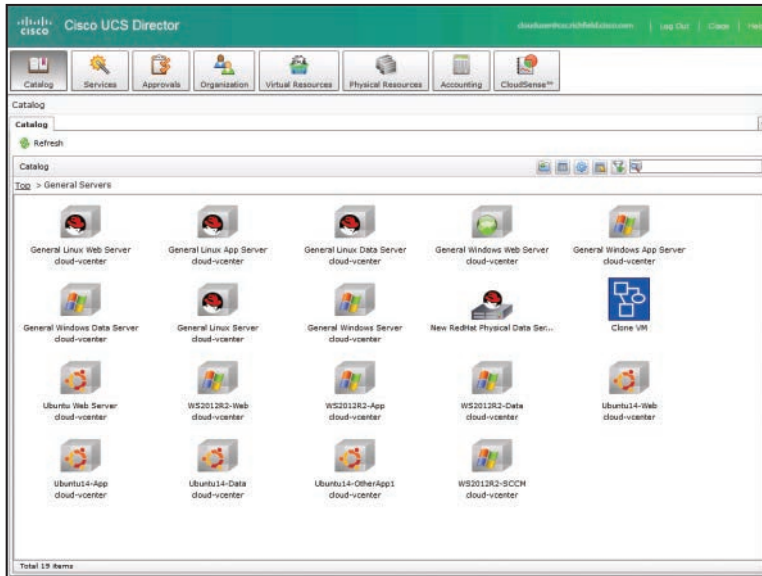 cisco Cisco UCS Director
Log Out
Catalog Services Approvals Organization Virtual Resources Physical Resources Accounting CloudSense™
Catalog
Catalog
Refresh
Catalog
Top > General Servers
General Linux Web Server General Linux App Server General Linux Data Server General Windows Web Server General Windows App Server
cloud-vcenter cloud-vcenter cloud-vcenter cloud-vcenter cloud-vcenter
General Windows Data Server General Linux Server General Windows Server New RedHat Physical Data Ser... Clone VM
cloud-vcenter cloud-vcenter cloud-vcenter
Ubuntu Web Server WS2012R2-Web WS2012R2-App WS2012R2-Data Ubuntu14-Web
cloud-vcenter cloud-vcenter cloud-vcenter cloud-vcenter cloud-vcenter
Ubuntu14-App Ubuntu14-Data Ubuntu14-OtherApp1 WS2012R2-SCCM
cloud-vcenter cloud-vcenter cloud-vcenter cloud-vcenter
Total 19 items